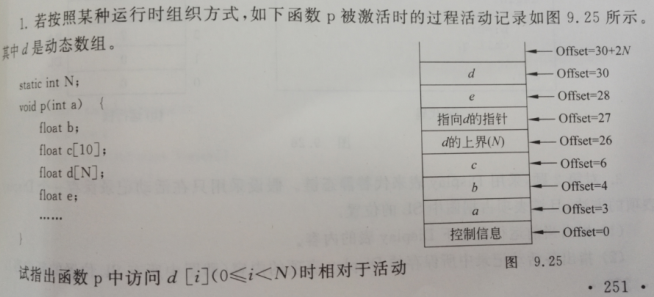 1. 若按照某种运行时组织方式,如下函数 p 被激活时的过程活动记录如图 9.25 所示。
其中 d 是动态数组。
static int N;
void p(int a) {
float b;
float c[10];
float d[N];
float e;
……
}
Offset=30+2N
d
Offset=30
e
Offset=28
指向d的指针
Offset=27
d的上界(N)
Offset=26
c
Offset=6
b
Offset=4
a
Offset=3
控制信息
Offset=0
图 9.25
试指出函数 p 中访问 d [i](0≤i<N)时相对于活动
· 251 ·